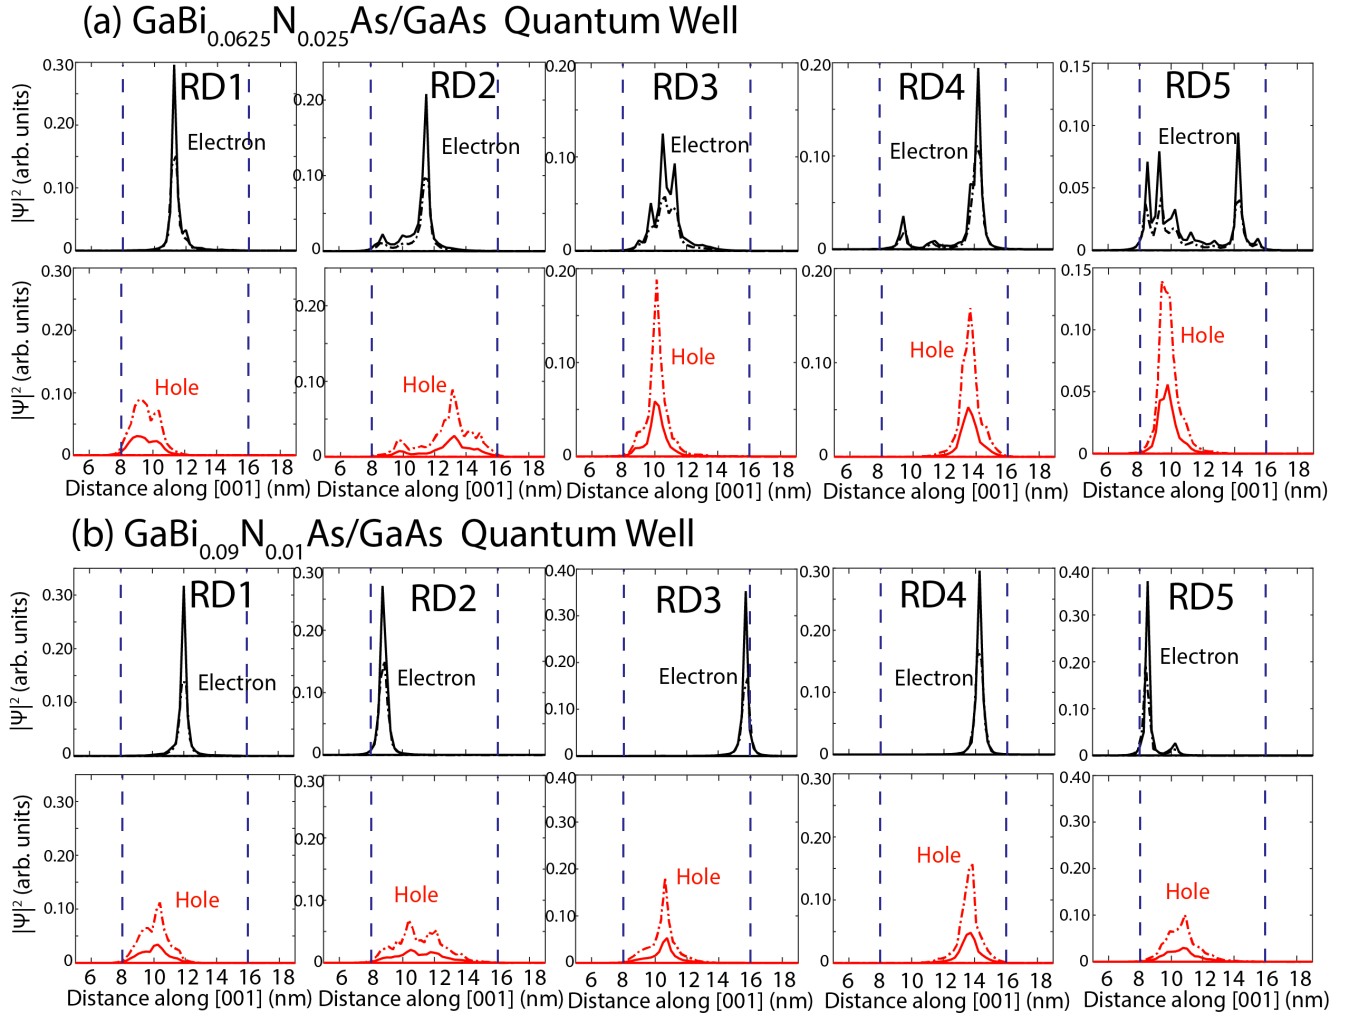 (a) GaBi0.0625N0.025As/GaAs Quantum Well
RD1 RD2 RD3 RD4 RD5
Electron Electron Electron Electron Electron
|Ψ|² (arb. units)
0.30 0.20 0.10 0
0.20 0.10 0
0.20 0.10 0
0.20 0.10 0
0.15 0.10 0.05 0
Hole Hole Hole Hole Hole
|Ψ|² (arb. units)
0.30 0.20 0.10 0
0.20 0.10 0
0.20 0.10 0
0.20 0.10 0
0.15 0.10 0.05 0
6 8 10 12 14 16 18 6 8 10 12 14 16 18 6 8 10 12 14 16 18 6 8 10 12 14 16 18 6 8 10 12 14 16 18
Distance along [001] (nm) Distance along [001] (nm) Distance along [001] (nm) Distance along [001] (nm) Distance along [001] (nm)
(b) GaBi0.09N0.01As/GaAs Quantum Well
RD1 RD2 RD3 RD4 RD5
Electron Electron Electron Electron Electron
|Ψ|² (arb. units)
0.30 0.20 0.10 0
0.30 0.20 0.10 0
0.40 0.30 0.20 0.10 0
0.30 0.20 0.10 0
0.40 0.30 0.20 0.10 0
Hole Hole Hole Hole Hole
|Ψ|² (arb. units)
0.30 0.20 0.10 0
0.30 0.20 0.10 0
0.40 0.30 0.20 0.10 0
0.30 0.20 0.10 0
0.40 0.30 0.20 0.10 0
6 8 10 12 14 16 18 6 8 10 12 14 16 18 6 8 10 12 14 16 18 6 8 10 12 14 16 18 6 8 10 12 14 16 18
Distance along [001] (nm) Distance along [001] (nm) Distance along [001] (nm) Distance along [001] (nm) Distance along [001] (nm)